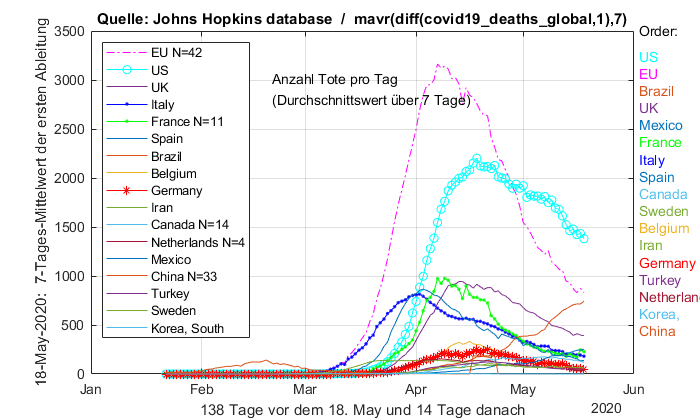 Quelle: Johns Hopkins database / mavr(diff(covid19_deaths_global,1),7)
Order:
18-May-2020: 7-Tages-Mittelwert der ersten Ableitung
3500
3000
2500
2000
1500
1000
500
0
EU N=42
US
UK
Italy
France N=11
Spain
Brazil
Belgium
Germany
Iran
Canada N=14
Netherlands N=4
Mexico
China N=33
Turkey
Sweden
Korea, South
Anzahl Tote pro Tag
(Durchschnittswert über 7 Tage)
US
EU
Brazil
UK
Mexico
France
Italy
Spain
Canada
Sweden
Belgium
Iran
Germany
Turkey
Netherlan
Korea,
China
Jan
Feb
Mar
Apr
May
Jun
138 Tage vor dem 18. May und 14 Tage danach
2020